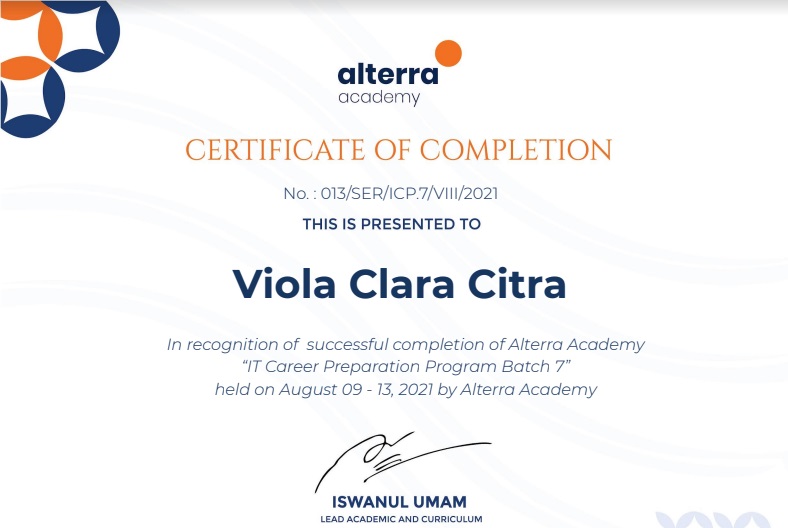 alterra
academy
CERTIFICATE OF COMPLETION
No. : 013/SER/ICP.7/VIII/2021
THIS IS PRESENTED TO
Viola Clara Citra
In recognition of successful completion of Alterra Academy
“IT Career Preparation Program Batch 7”
held on August 09 - 13, 2021 by Alterra Academy
ISWANUL UMAM
LEAD ACADEMIC AND CURRICULUM